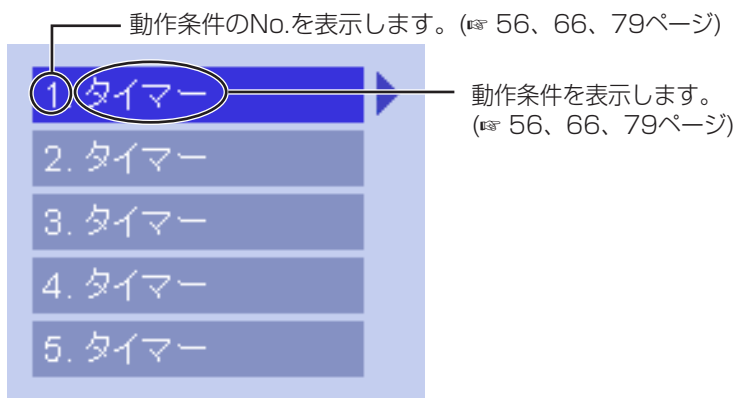 動作条件のNo.を表示します。(☞ 56、66、79ページ)
1.タイマー
動作条件を表示します。
(☞ 56、66、79ページ)
2.タイマー
3.タイマー
4.タイマー
5.タイマー